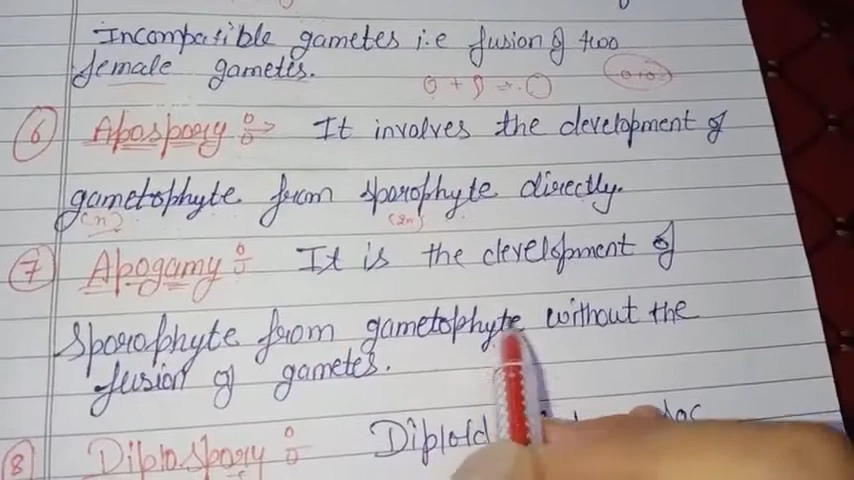 Incompatible gametes i.e fusion of two
female gametes.
⑥ Apospory :- It involves the development of
gametophyte from sporophyte directly.
(n) (2n)
⑦ Apogamy :- It is the development of
sporophyte from gametophyte without the
fusion of gametes.
⑧ Diplospory :- Diploid